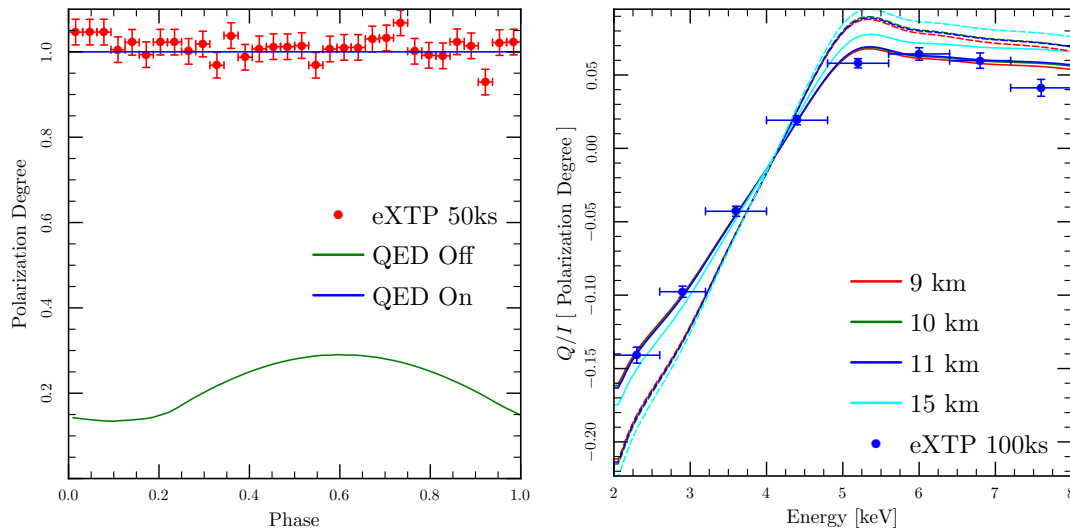 Polarization Degree
1.0
0.8
0.6
0.4
0.2
eXTP 50ks
QED Off
QED On
0.0 0.2 0.4 0.6 0.8 1.0
Phase
Q/I [ Polarization Degree ]
0.05
0.00
−0.05
−0.10
−0.15
−0.20
9 km
10 km
11 km
15 km
eXTP 100ks
2 3 4 5 6 7 8
Energy [keV]